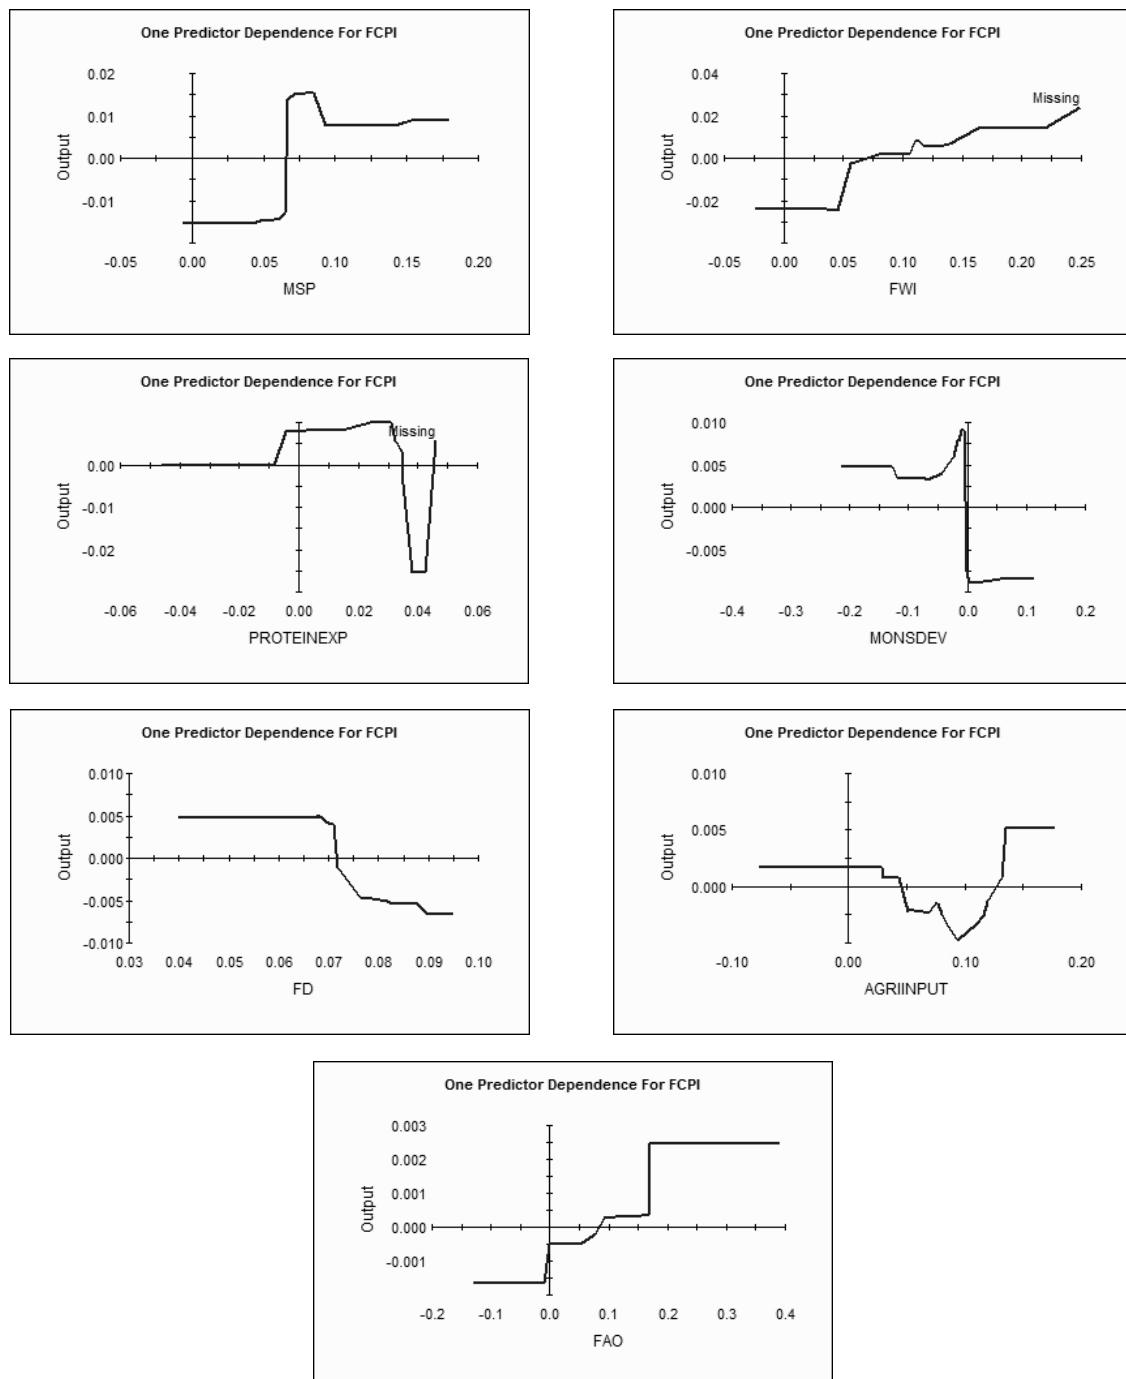 One Predictor Dependence For FCPI
0.02
0.01
0.00
-0.01
Output
-0.05 0.00 0.05 0.10 0.15 0.20
MSP
One Predictor Dependence For FCPI
0.04
0.02
0.00
-0.02
Output
Missing
-0.05 0.00 0.05 0.10 0.15 0.20 0.25
FWI
One Predictor Dependence For FCPI
Missing
0.00
-0.01
-0.02
Output
-0.06 -0.04 -0.04 0.00 0.02 0.04 0.06
PROTEINEXP
One Predictor Dependence For FCPI
0.010
0.005
0.000
-0.005
Output
-0.4 -0.3 -0.2 -0.1 0.0 0.2
MONSDEV
One Predictor Dependence For FCPI
0.010
0.005
0.000
-0.005
-0.010
Output
0.03 0.04 0.05 0.06 0.07 0.08 0.09 0.10
FD
One Predictor Dependence For FCPI
0.010
0.005
0.000
Output
-0.10 0.00 0.10 0.20
AGRIINPUT
One Predictor Dependence For FCPI
0.003
0.002
0.001
0.000
-0.001
Output
-0.2 -0.1 0.0 0.1 0.2 0.3 0.4
FAO